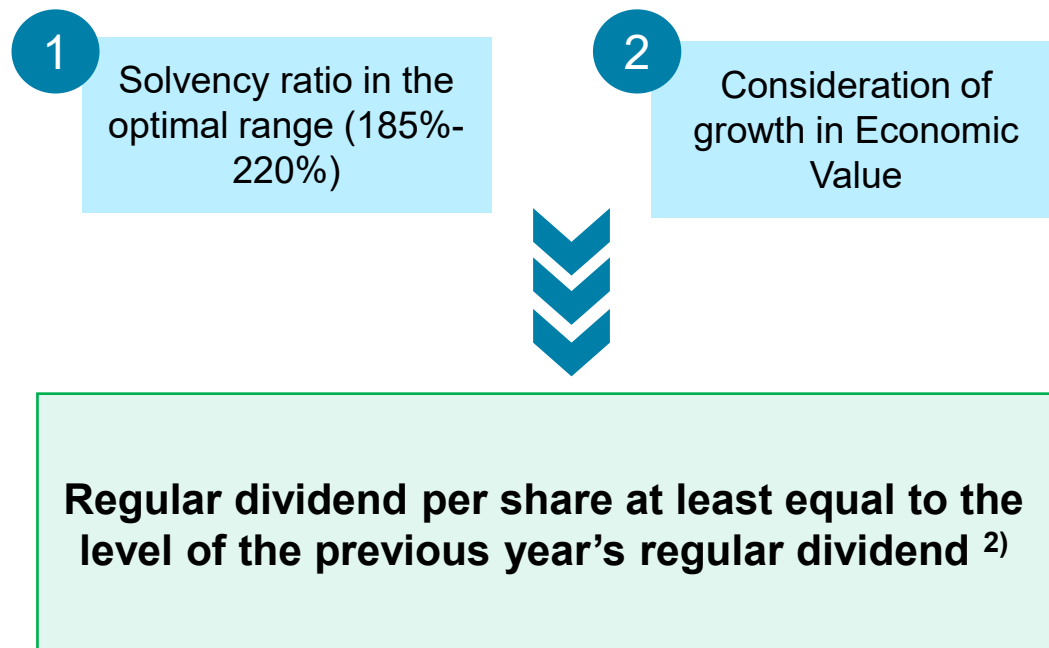 1
Solvency ratio in the
optimal range (185%-
220%)
2
Consideration of
growth in Economic
Value
Regular dividend per share at least equal to the
level of the previous year’s regular dividend 2)